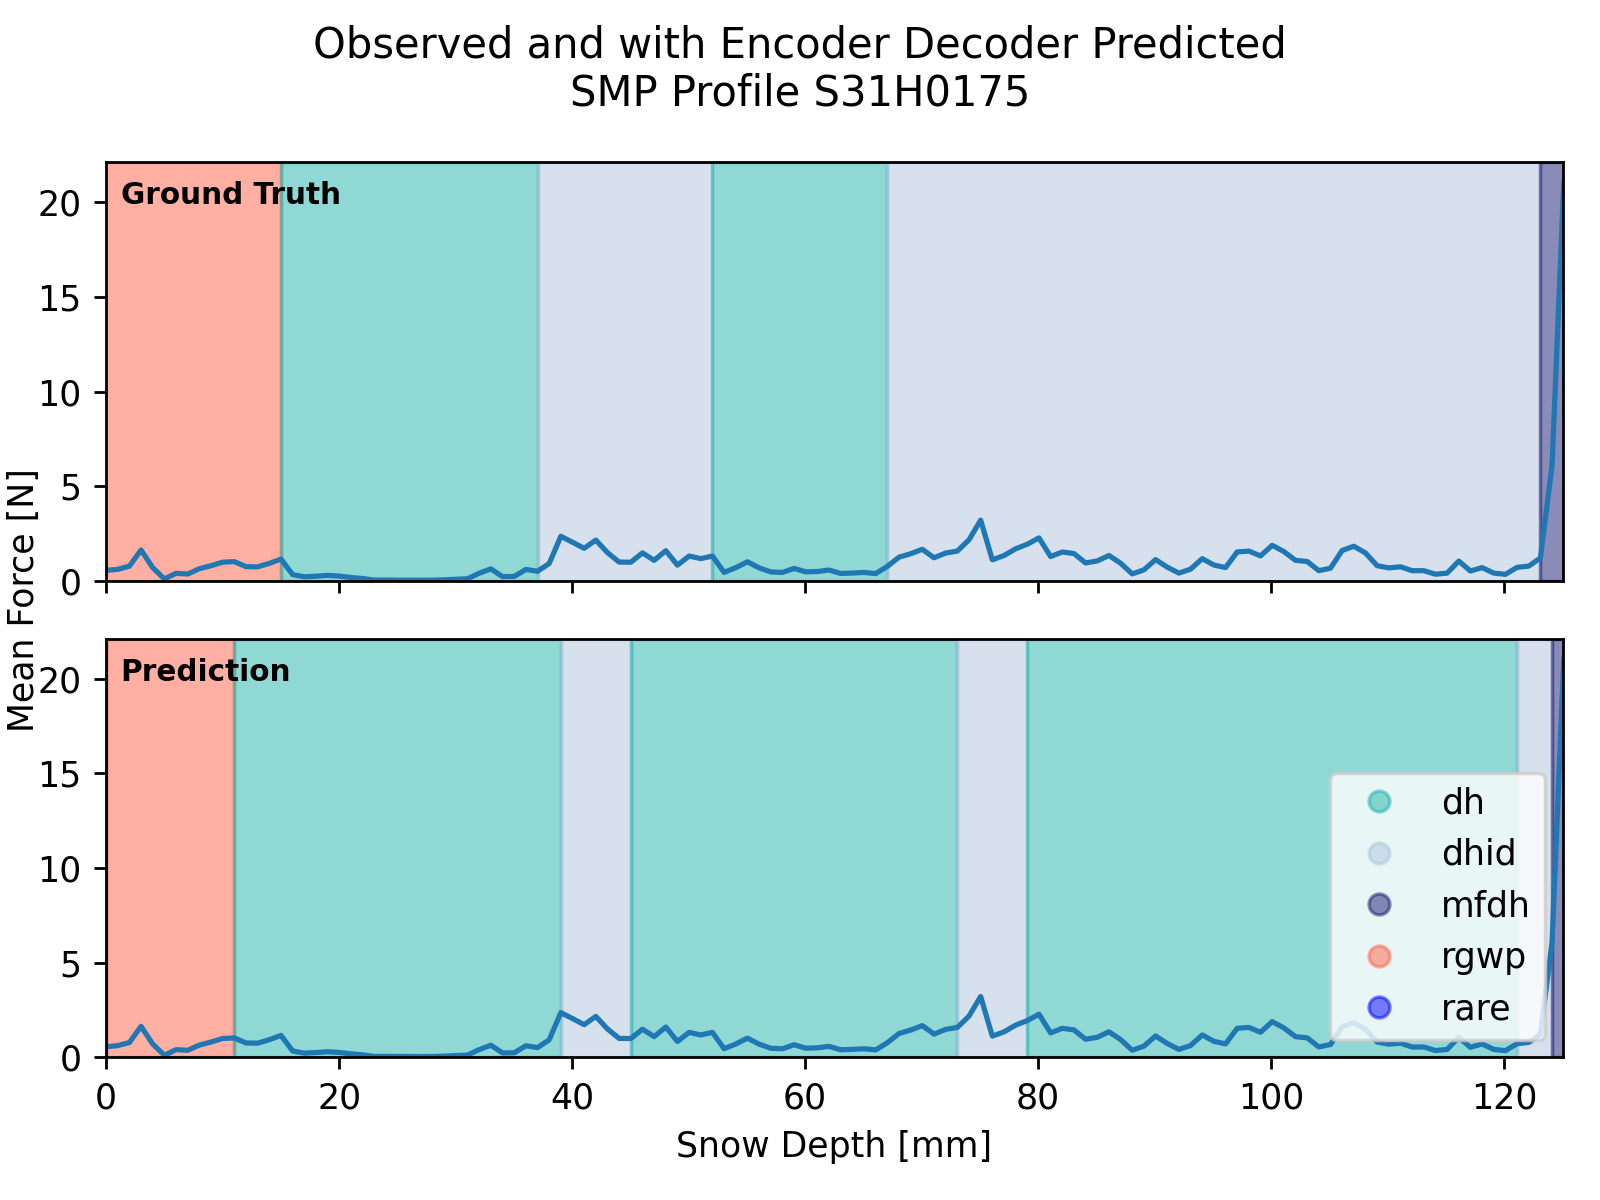 Observed and with Encoder Decoder Predicted
SMP Profile S31H0175
Mean Force [N]
Ground Truth
20
15
10
5
0
Prediction
20
15
10
5
0
dh
dhid
mfdh
rgwp
rare
0 20 40 60 80 100 120
Snow Depth [mm]